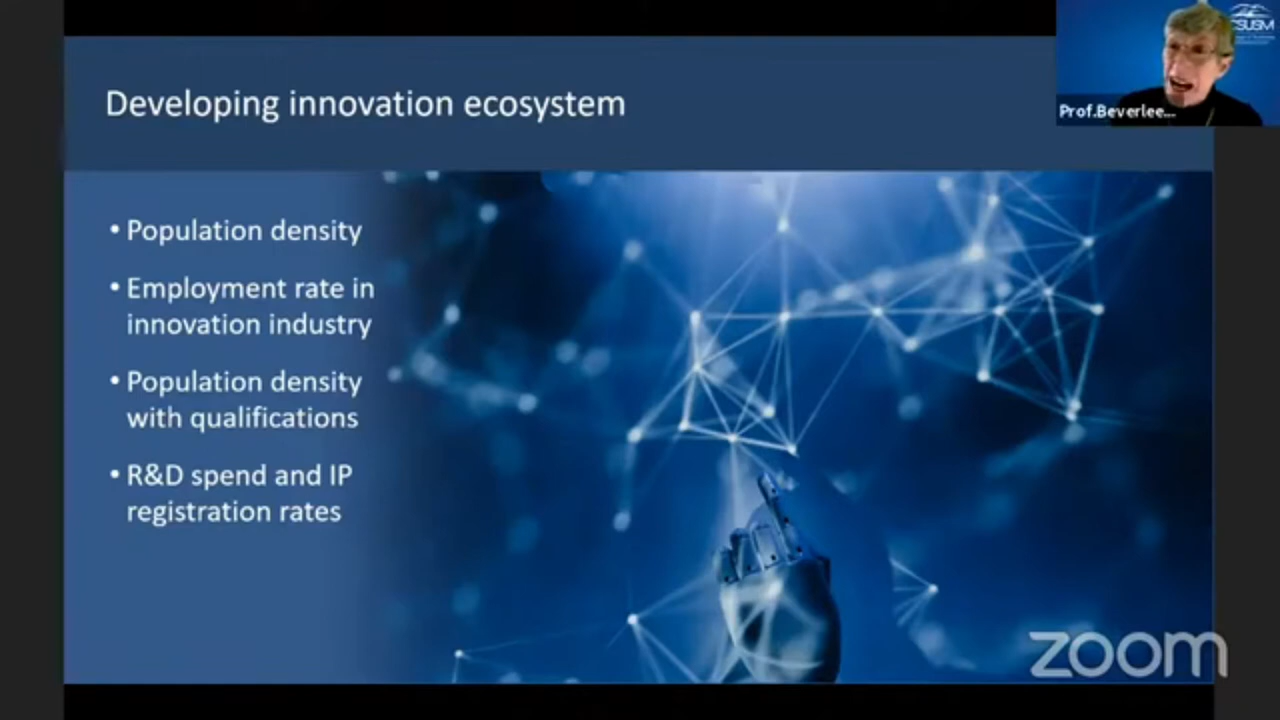 CSUSM
Prof.Beverlee...
Developing innovation ecosystem
• Population density
• Employment rate in
innovation industry
• Population density
with qualifications
• R&D spend and IP
registration rates
zoom